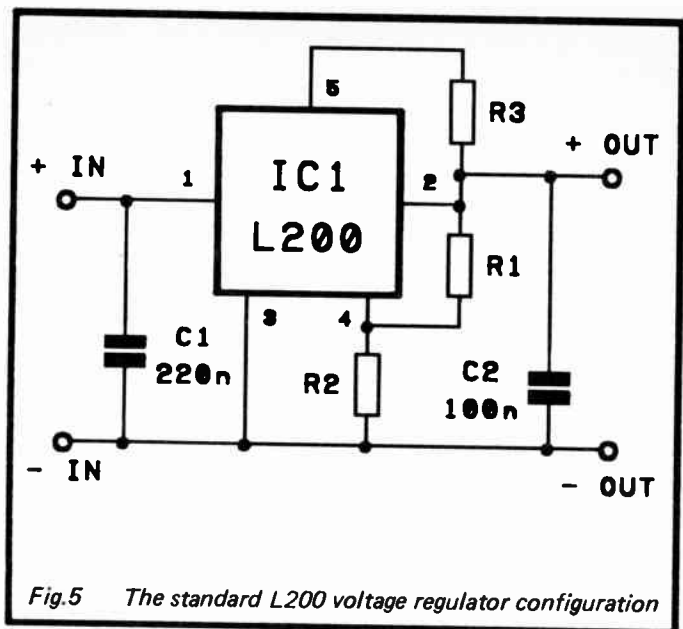 5
R3
+ OUT
+ IN
1
IC1
L200
2
R1
3
4
C1
220n
R2
C2
100n
- IN
- OUT
Fig.5 The standard L200 voltage regulator configuration